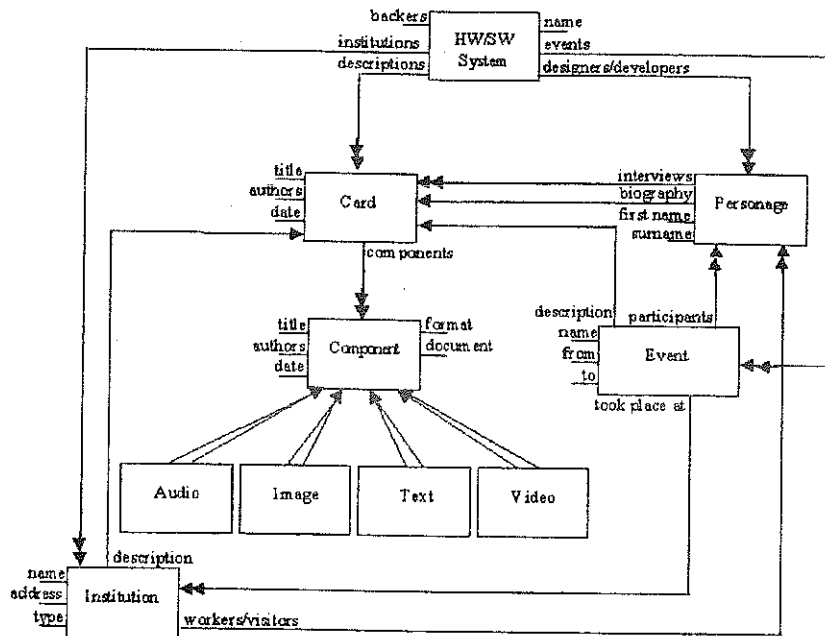 backers
name
institutions
HW/SW
System
events
descriptions
designers/developers
title
authors
date
Card
interviews
biography
first name
surname
Personage
components
title
authors
date
Component
format
document
description
participants
name
from
to
Event
took place at
Audio
Image
Text
Video
description
name
address
type
Institution
workers/visitors